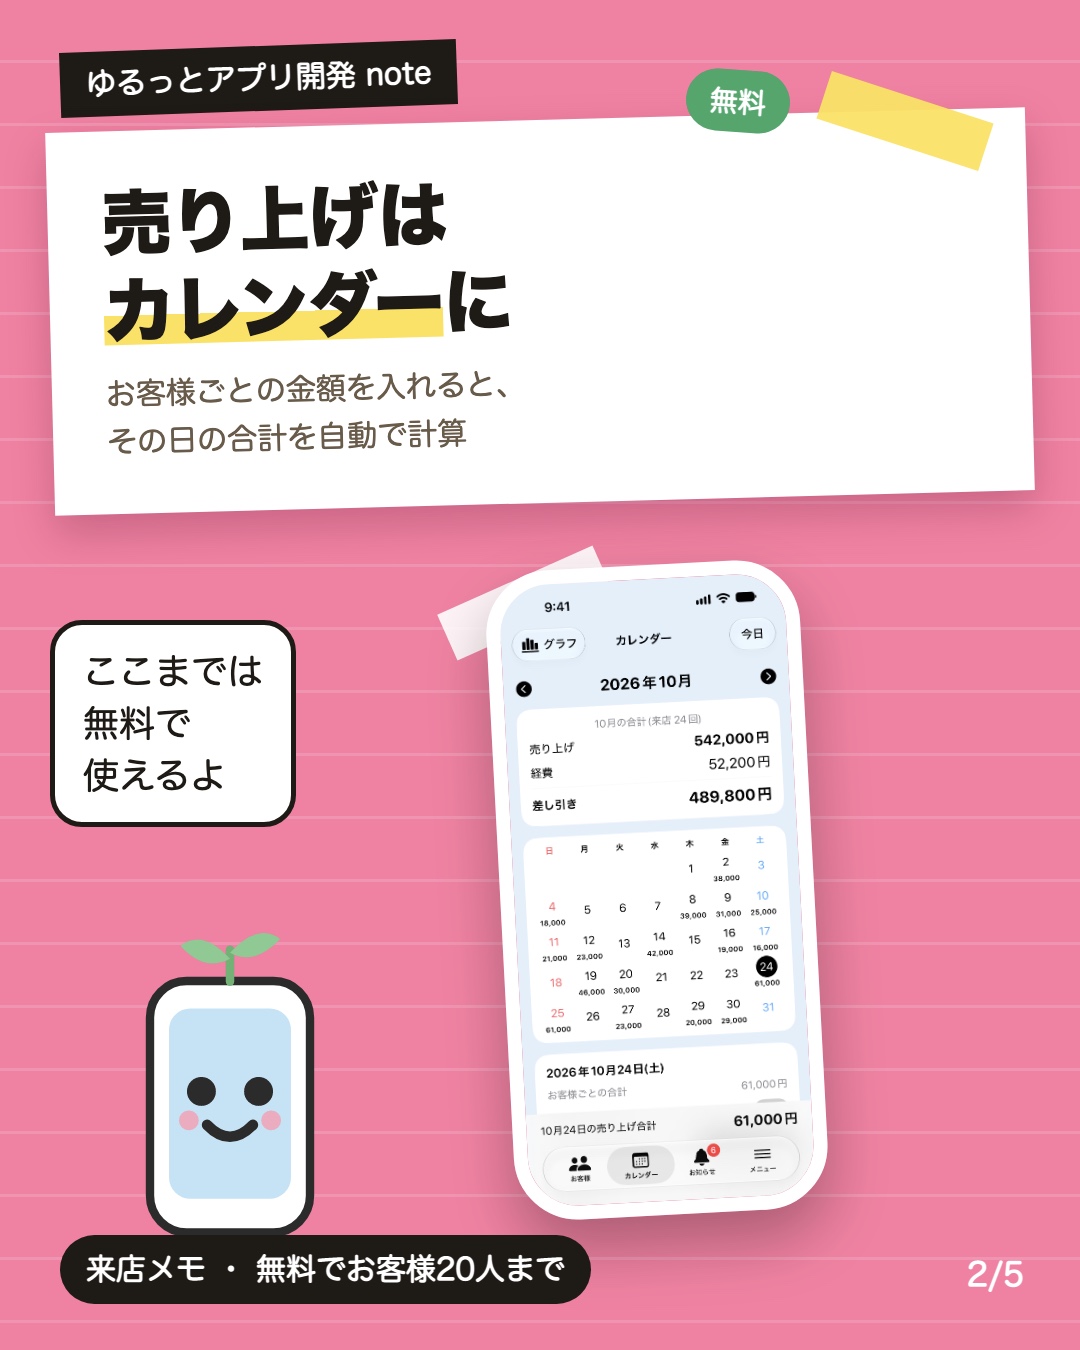 ゆるっとアプリ開発 note
無料
売り上げは
カレンダーに
お客様ごとの金額を入れると、
その日の合計を自動で計算
ここまでは
無料で
使えるよ
9:41
グラフ
カレンダー
今日
2026年10月
10月の合計 (来店 24回)
売り上げ 542,000円
経費 52,200円
差し引き 489,800円
日 月 火 水 木 金 土
1 2 3
38,000
4 5 6 7 8 9 10
18,000 39,000 31,000 25,000
11 12 13 14 15 16 17
21,000 23,000 42,000 19,000 16,000
18 19 20 21 22 23 24
46,000 30,000 61,000
25 26 27 28 29 30 31
61,000 23,000 20,000 29,000
2026年10月24日(土)
お客様ごとの合計 61,000円
10月24日の売り上げ合計 61,000円
6
お客様 カレンダー お知らせ メニュー
来店メモ ・ 無料でお客様20人まで
2/5